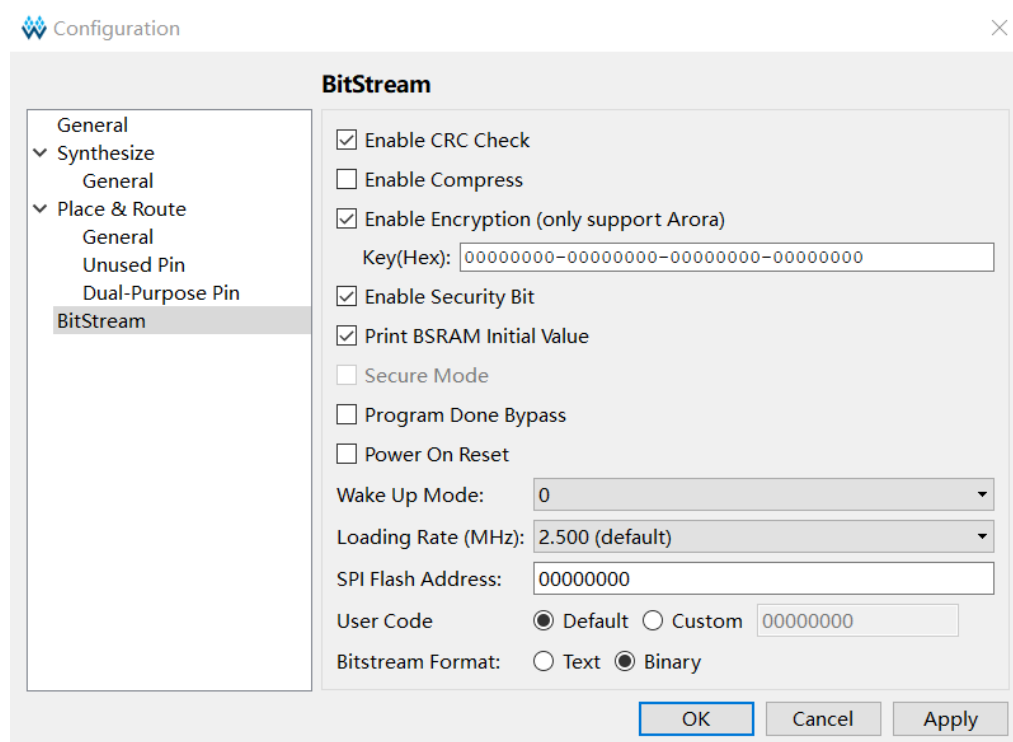 Configuration
BitStream
General
Synthesize
General
Place & Route
General
Unused Pin
Dual-Purpose Pin
BitStream
Enable CRC Check
Enable Compress
Enable Encryption (only support Arora)
Key(Hex): 00000000-00000000-00000000-00000000
Enable Security Bit
Print BSRAM Initial Value
Secure Mode
Program Done Bypass
Power On Reset
Wake Up Mode: 0
Loading Rate (MHz): 2.500 (default)
SPI Flash Address: 00000000
User Code Default Custom 00000000
Bitstream Format: Text Binary
OK Cancel Apply